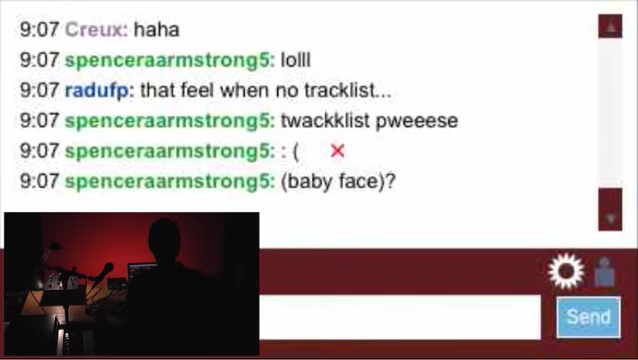 9:07 Creux: haha
9:07 spenceraarmstrong5: lolll
9:07 radufp: that feel when no tracklist...
9:07 spenceraarmstrong5: twackklist pweeese
9:07 spenceraarmstrong5: : (
9:07 spenceraarmstrong5: (baby face)?
Send